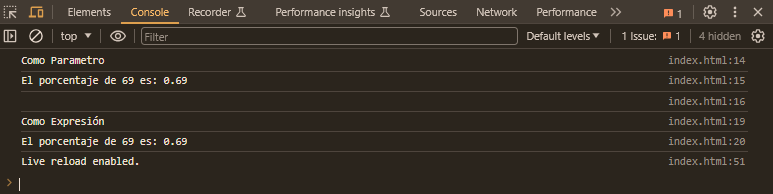 Elements Console Recorder Performance insights Sources Network Performance 1
top Filter Default levels 1 Issue: 1 4 hidden
Como Parametro index.html:14
El porcentaje de 69 es: 0.69 index.html:15
index.html:16
Como Expresión index.html:19
El porcentaje de 69 es: 0.69 index.html:20
Live reload enabled. index.html:51